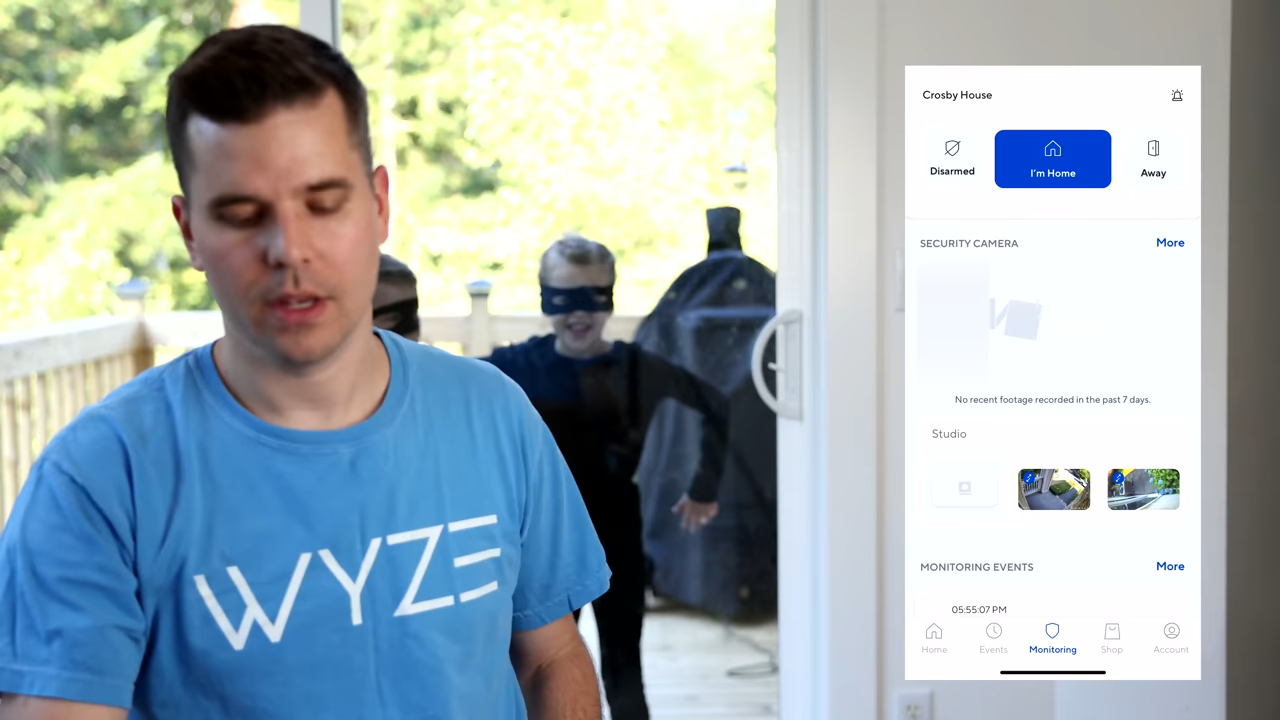 WYZE
Crosby House
Disarmed
I'm Home
Away
SECURITY CAMERA
More
No recent footage recorded in the past 7 days.
Studio
MONITORING EVENTS
More
05:55:07 PM
Home
Events
Monitoring
Shop
Account